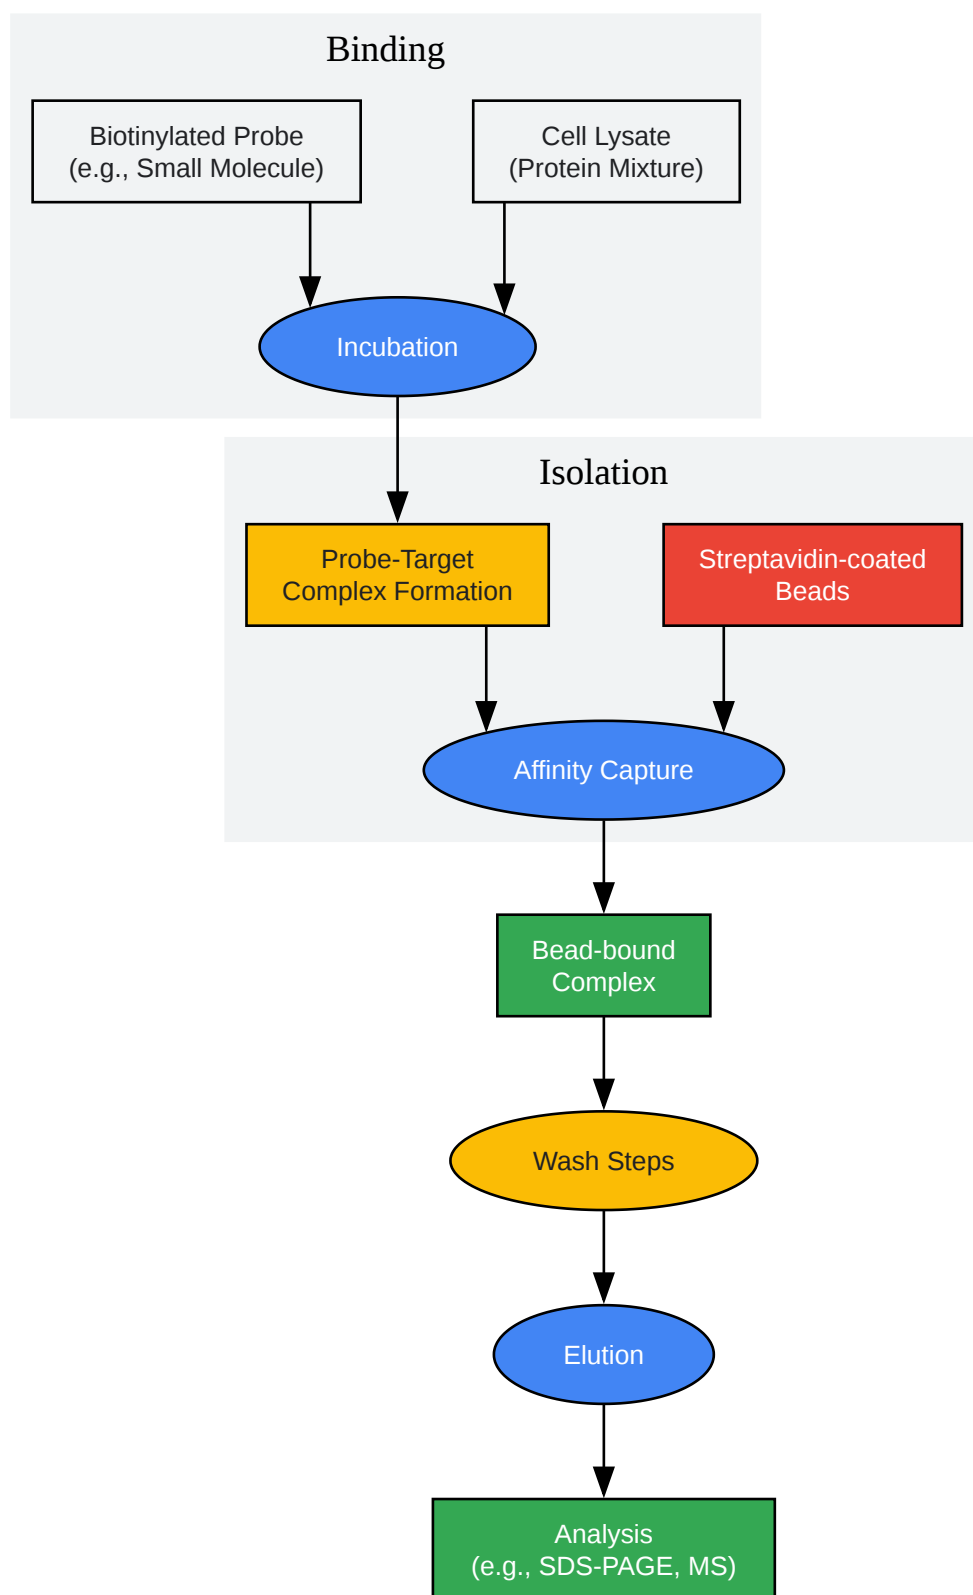 Binding
Biotinylated Probe
(e.g., Small Molecule)
Cell Lysate
(Protein Mixture)
Incubation
Isolation
Probe-Target
Complex Formation
Streptavidin-coated
Beads
Affinity Capture
Bead-bound
Complex
Wash Steps
Elution
Analysis
(e.g., SDS-PAGE, MS)